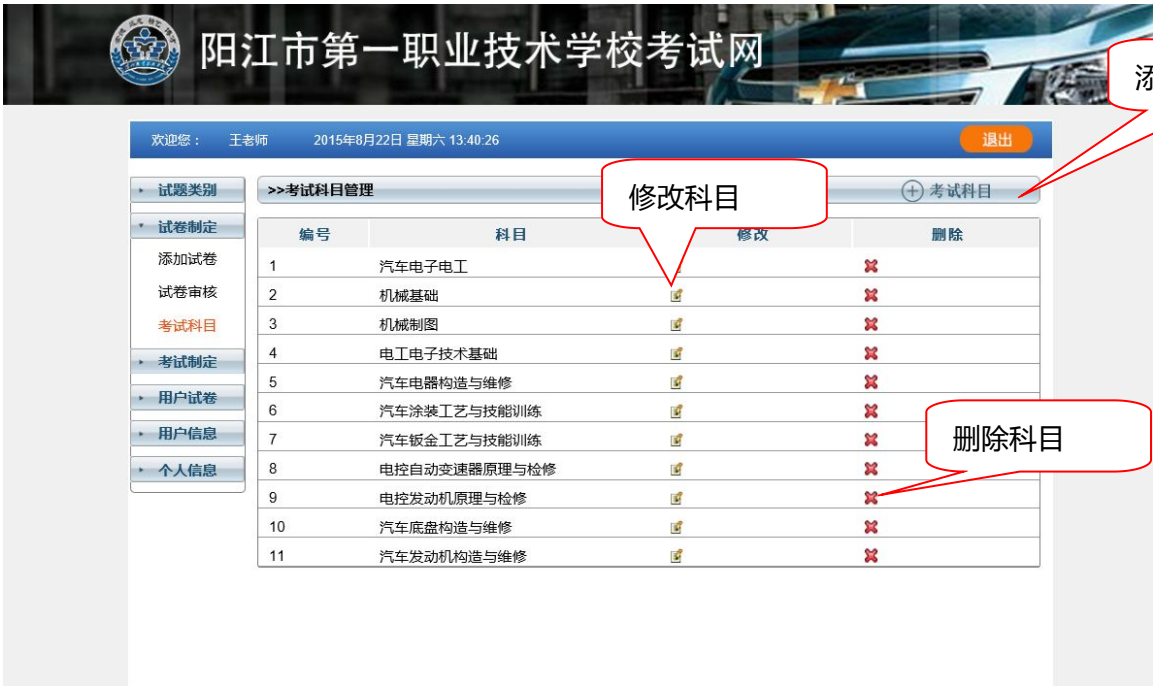 阳江市第一职业技术学校考试网
添
欢迎您： 王老师 2015年8月22日 星期六 13:40:26 退出
试题类别
>>考试科目管理
修改科目
考试科目
试卷制定
编号 科目 修改 删除
添加试卷
1 汽车电子电工
试卷审核
2 机械基础
考试科目
3 机械制图
考试制定
4 电工电子技术基础
5 汽车电器构造与维修
用户试卷
6 汽车涂装工艺与技能训练
用户信息
7 汽车钣金工艺与技能训练
删除科目
个人信息
8 电控自动变速器原理与检修
9 电控发动机原理与检修
10 汽车底盘构造与维修
11 汽车发动机构造与维修